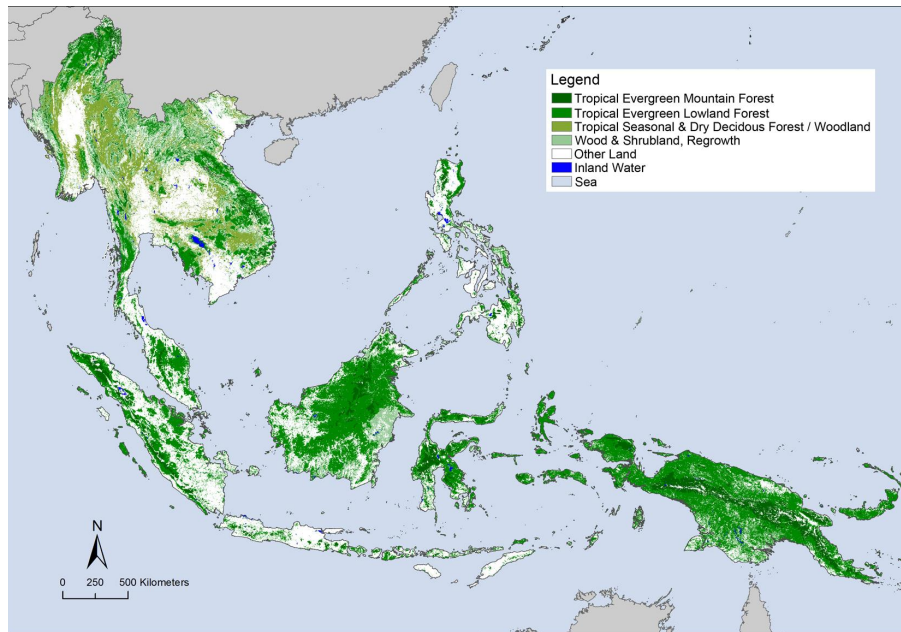 Legend
Tropical Evergreen Mountain Forest
Tropical Evergreen Lowland Forest
Tropical Seasonal & Dry Decidous Forest / Woodland
Wood & Shrubland, Regrowth
Other Land
Inland Water
Sea
N
0 250 500 Kilometers